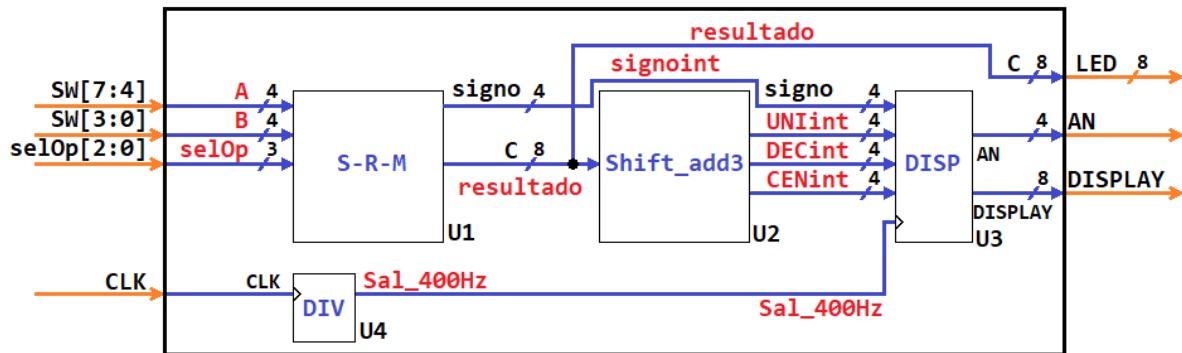 resultado
signoint
C 8 LED 8
SW[7:4] A 4 signo 4 signo 4
SW[3:0] B 4 UNIint 4 4 AN
selOp[2:0] selOp 3 S-R-M C 8 Shift_add3 DECint 4 DISP AN
resultado CENint 4 8 DISPLAY
DISPLAY
U1 U2 U3
CLK CLK Sal_400Hz
DIV Sal_400Hz
U4